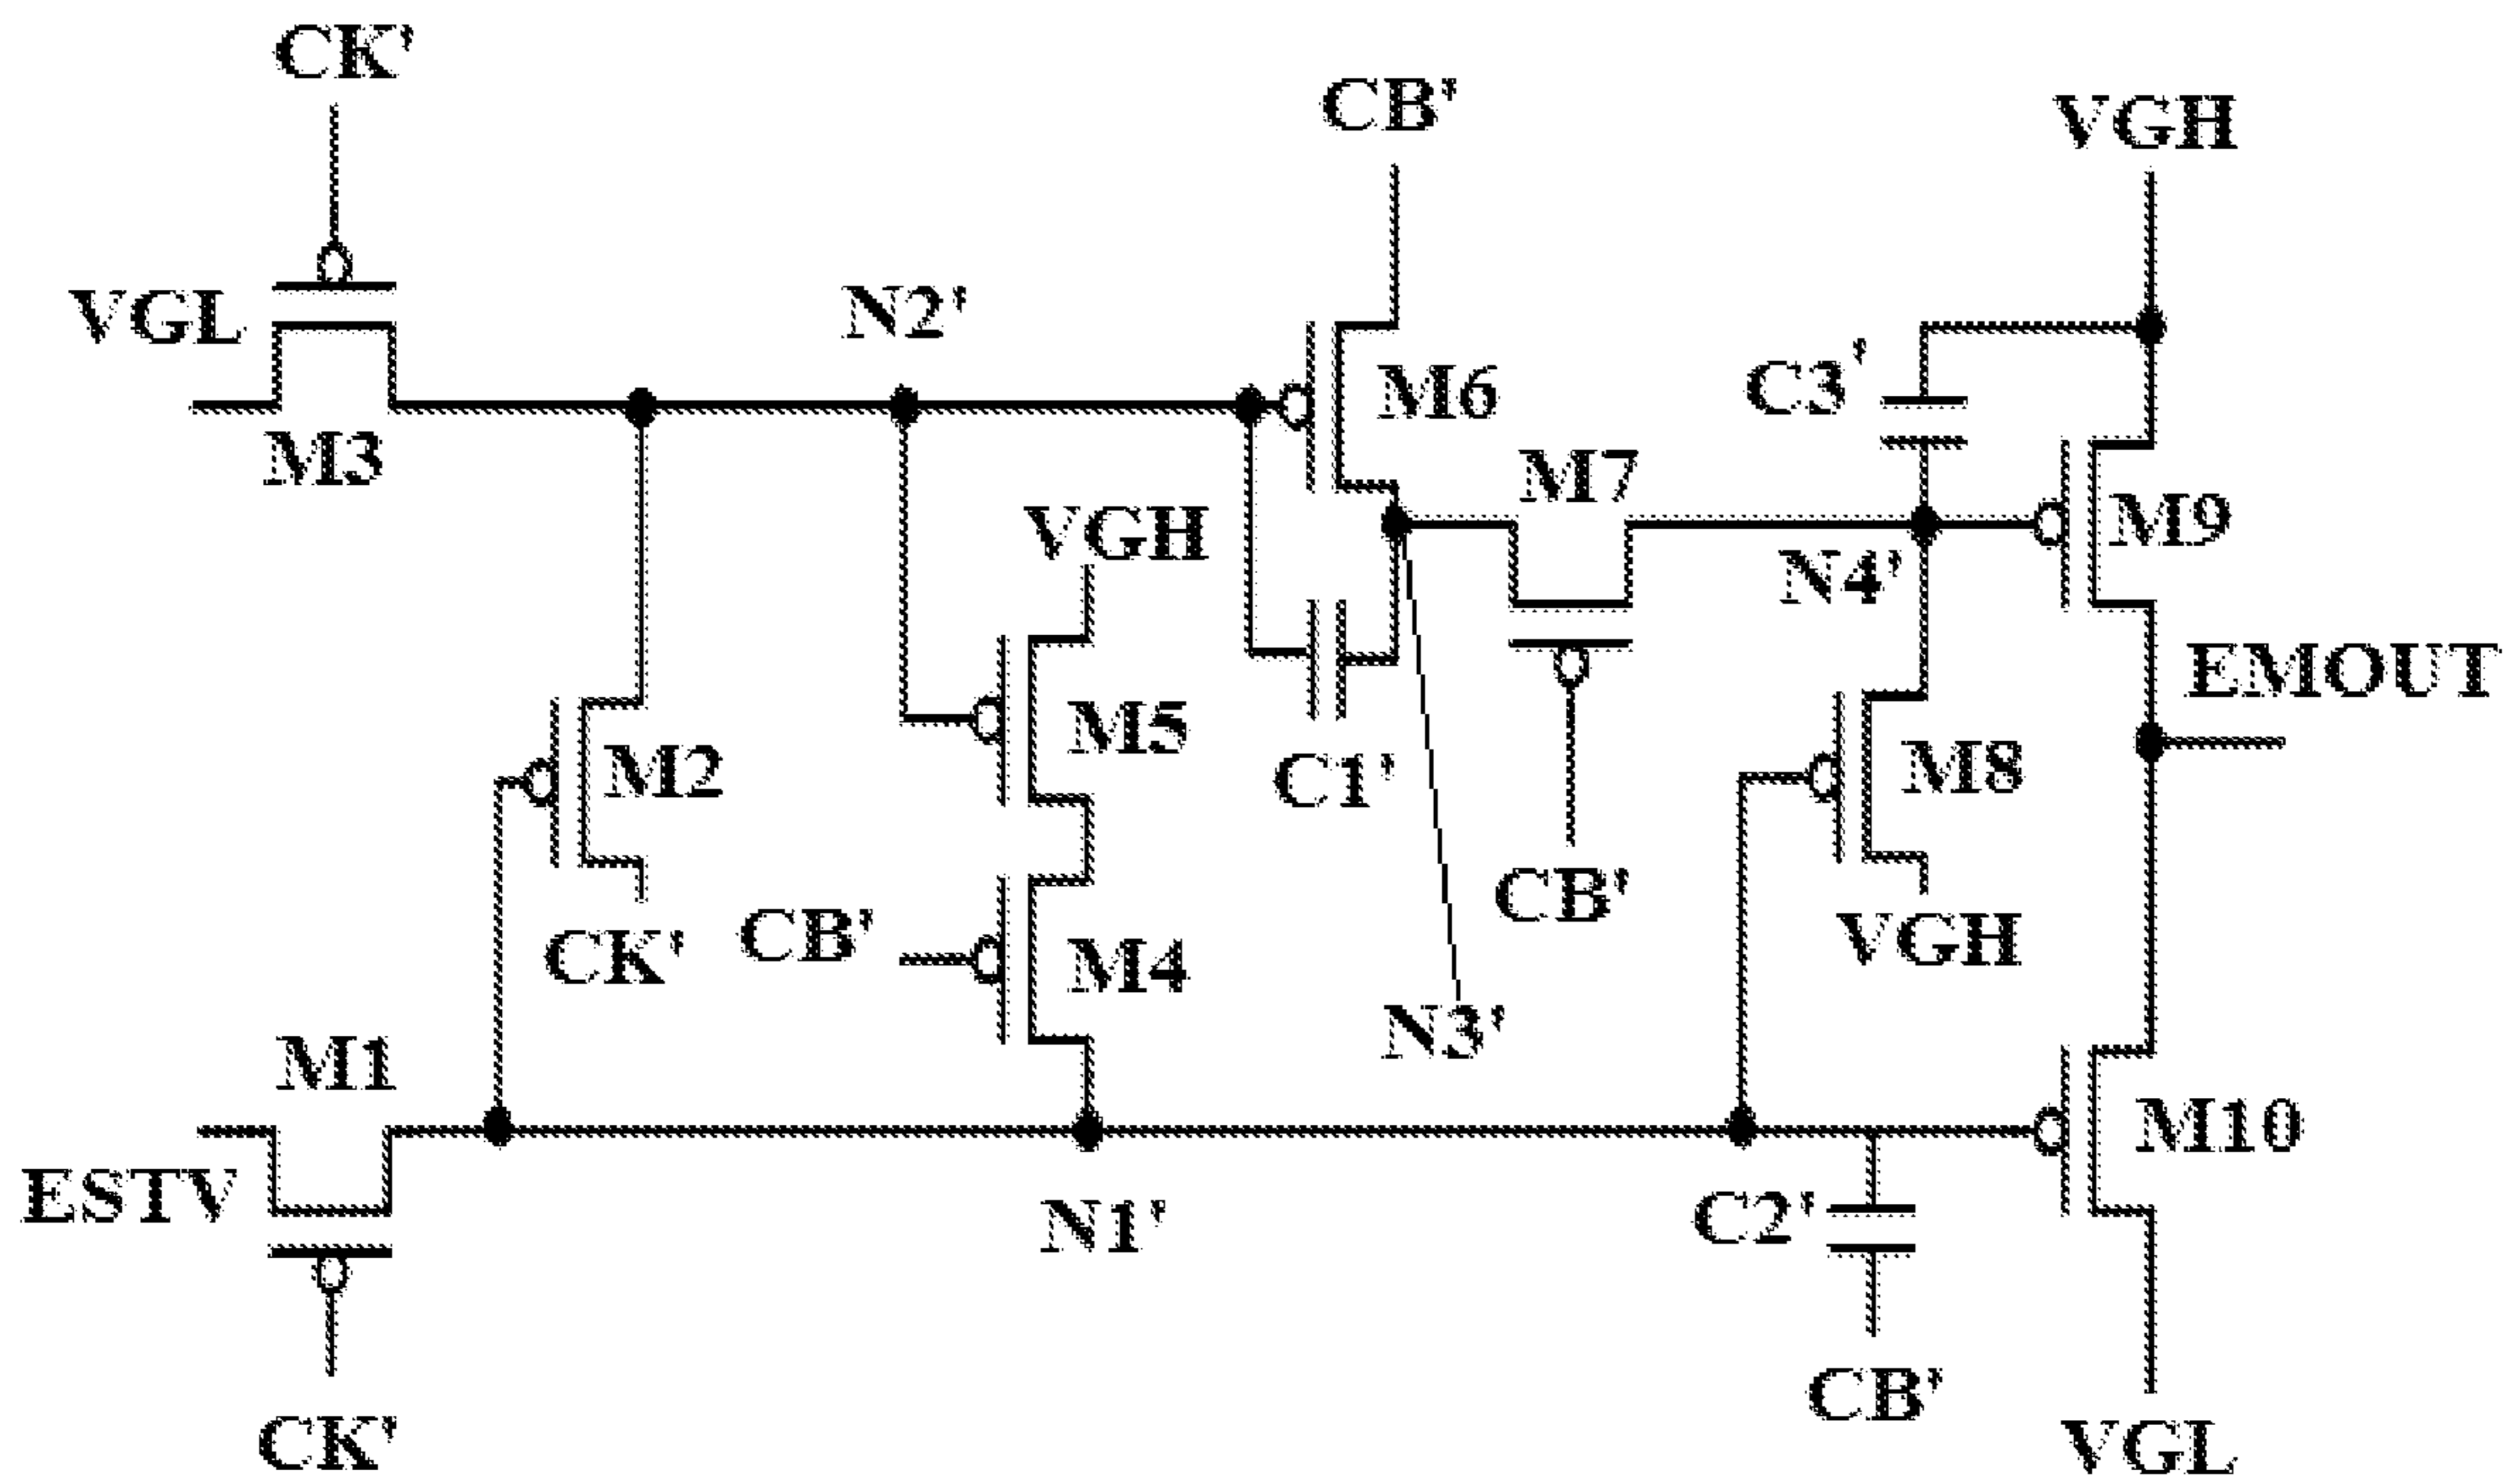 CK'
CB'
VGH
VGL
N2'
M6
C3'
M3
M7
VGH
M9
N4'
EMOUT
M5
M2
C1'
M8
CB'
CK'
CB'
M4
VGH
N3'
M1
M10
ESTV
N1'
C2'
CB'
CK'
VGL